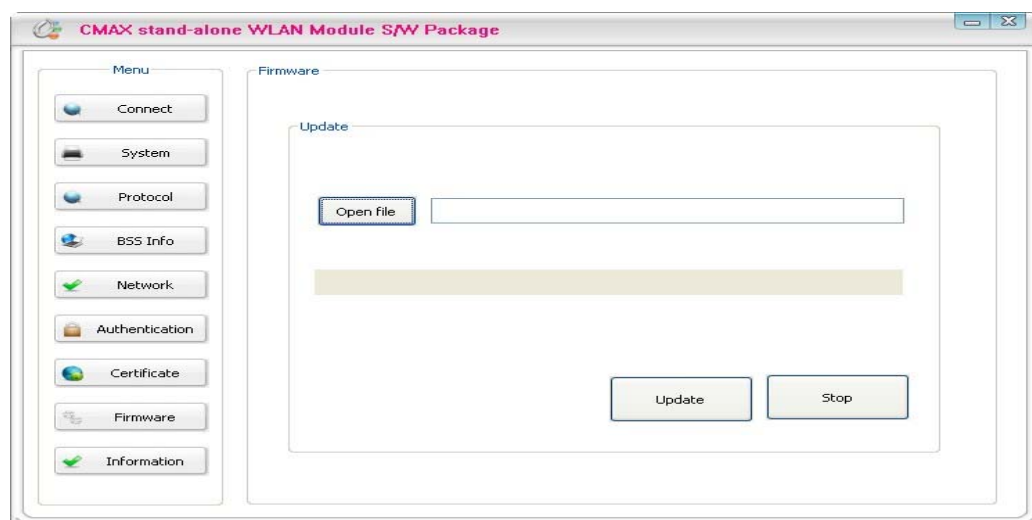 CMAX stand-alone WLAN Module S/W Package
Menu
Connect
System
Protocol
BSS Info
Network
Authentication
Certificate
Firmware
Information
Firmware
Update
Open file
Update
Stop